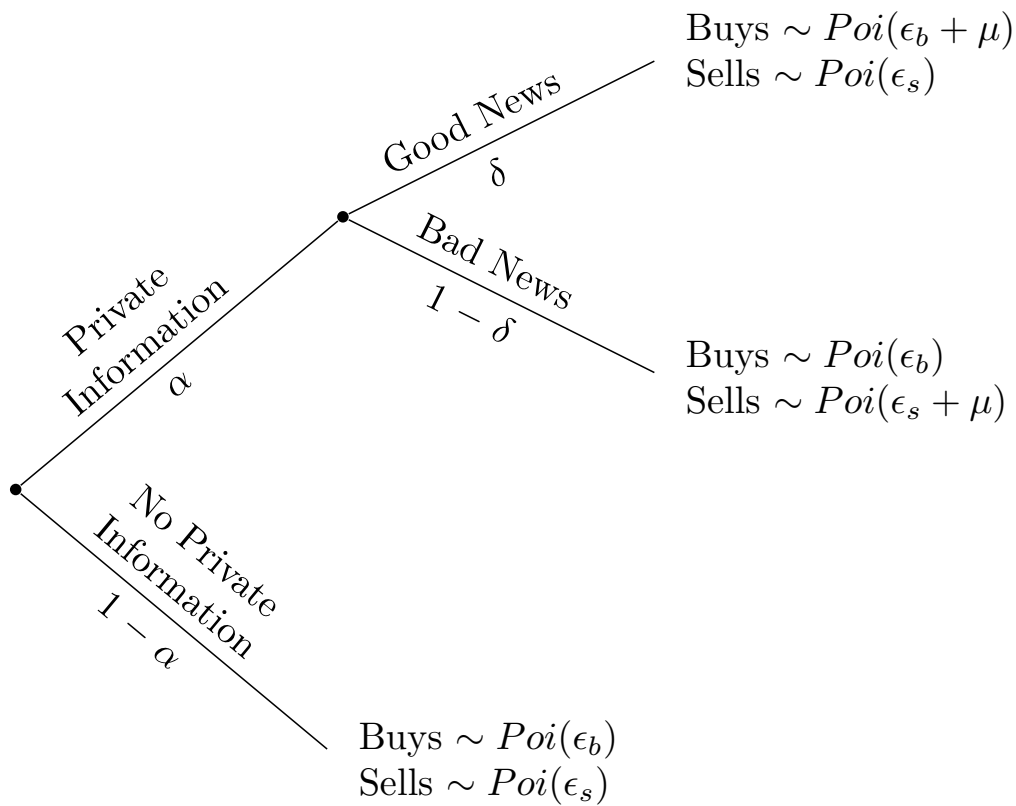 Buys ∼ Poi(ϵ_b + μ)
Sells ∼ Poi(ϵ_s)
Good News
δ
Bad News
1 − δ
Private
Information
α
Buys ∼ Poi(ϵ_b)
Sells ∼ Poi(ϵ_s + μ)
No Private
Information
1 − α
Buys ∼ Poi(ϵ_b)
Sells ∼ Poi(ϵ_s)